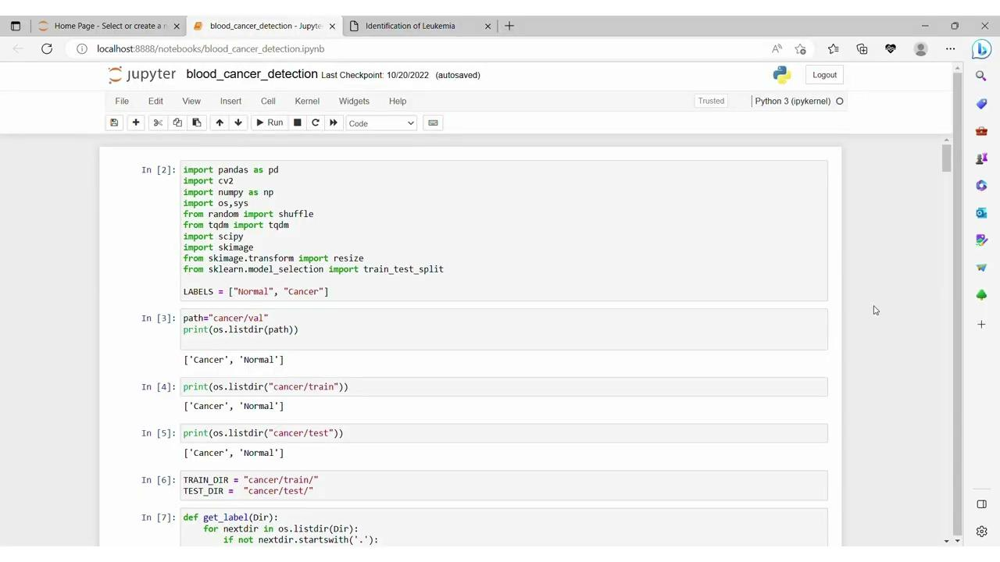 Home Page - Select or create a n
blood_cancer_detection - Jupyte
Identification of Leukemia
localhost:8888/notebooks/blood_cancer_detection.ipynb
jupyter blood_cancer_detection Last Checkpoint: 10/20/2022 (autosaved)
Logout
File Edit View Insert Cell Kernel Widgets Help
Trusted
Python 3 (ipykernel)
Run
Code
In [2]:
import pandas as pd
import cv2
import numpy as np
import os,sys
from random import shuffle
from tqdm import tqdm
import scipy
import skimage
from skimage.transform import resize
from sklearn.model_selection import train_test_split
LABELS = ["Normal", "Cancer"]
In [3]:
path="cancer/val"
print(os.listdir(path))
['Cancer', 'Normal']
In [4]:
print(os.listdir("cancer/train"))
['Cancer', 'Normal']
In [5]:
print(os.listdir("cancer/test"))
['Cancer', 'Normal']
In [6]:
TRAIN_DIR = "cancer/train/"
TEST_DIR =  "cancer/test/"
In [7]:
def get_label(Dir):
    for nextdir in os.listdir(Dir):
        if not nextdir.startswith('.'):